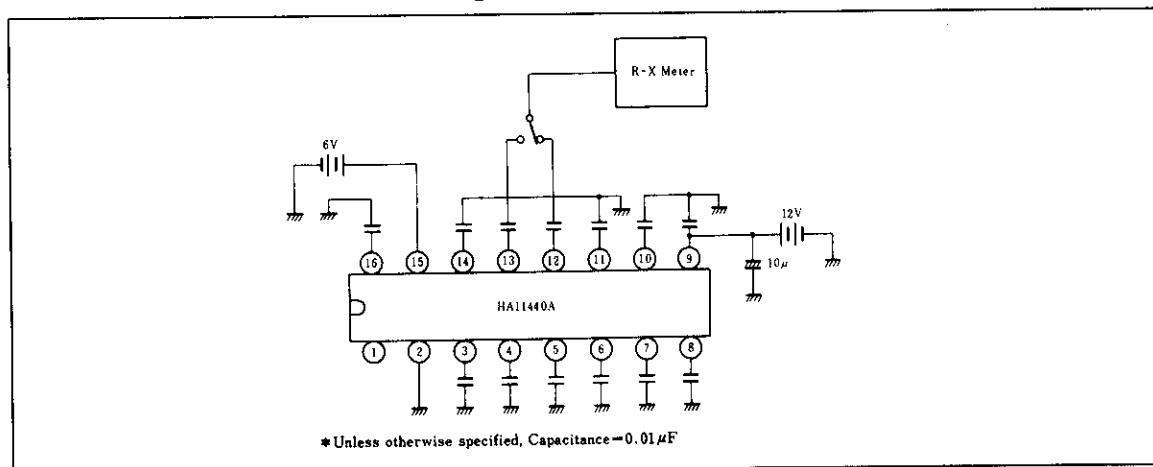 R-X Meter
6V
12V
16 15 14 13 12 11 10 9
10μ
HA11440A
1 2 3 4 5 6 7 8
*Unless otherwise specified, Capacitance=0.01μF